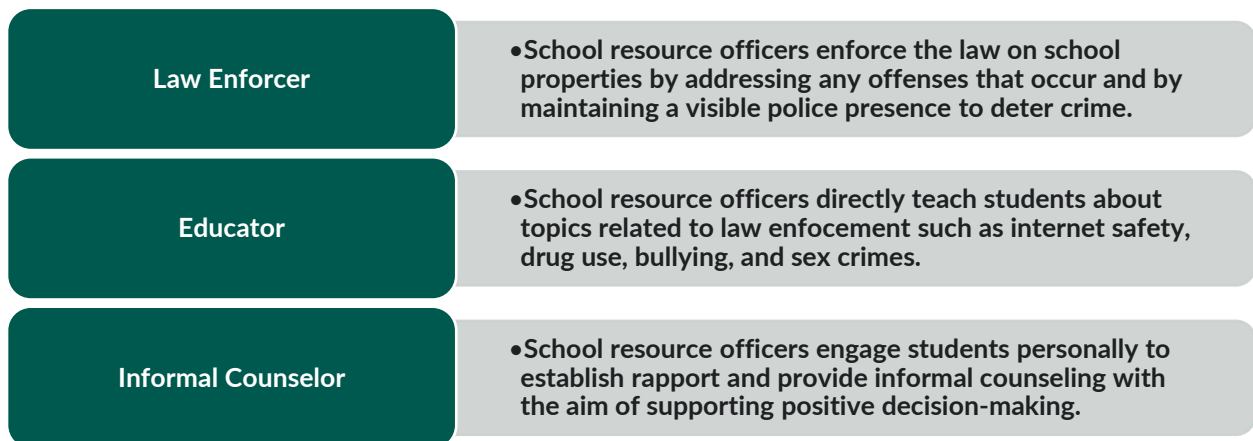 Law Enforcer
•School resource officers enforce the law on school
properties by addressing any offenses that occur and by
maintaining a visible police presence to deter crime.
Educator
•School resource officers directly teach students about
topics related to law enfocement such as internet safety,
drug use, bullying, and sex crimes.
Informal Counselor
•School resource officers engage students personally to
establish rapport and provide informal counseling with
the aim of supporting positive decision-making.